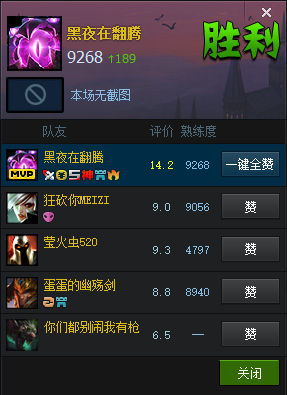 黑夜在翻腾
9268 ↑189
胜利
本场无截图
队友 评价 熟练度
黑夜在翻腾 14.2 9268 一键全赞
MVP
狂砍你MEIZI 9.0 9056 赞
莹火虫520 9.3 4797 赞
蛋蛋的幽殇剑 8.8 8940 赞
你们都别闹我有枪 6.5 — 赞
关闭